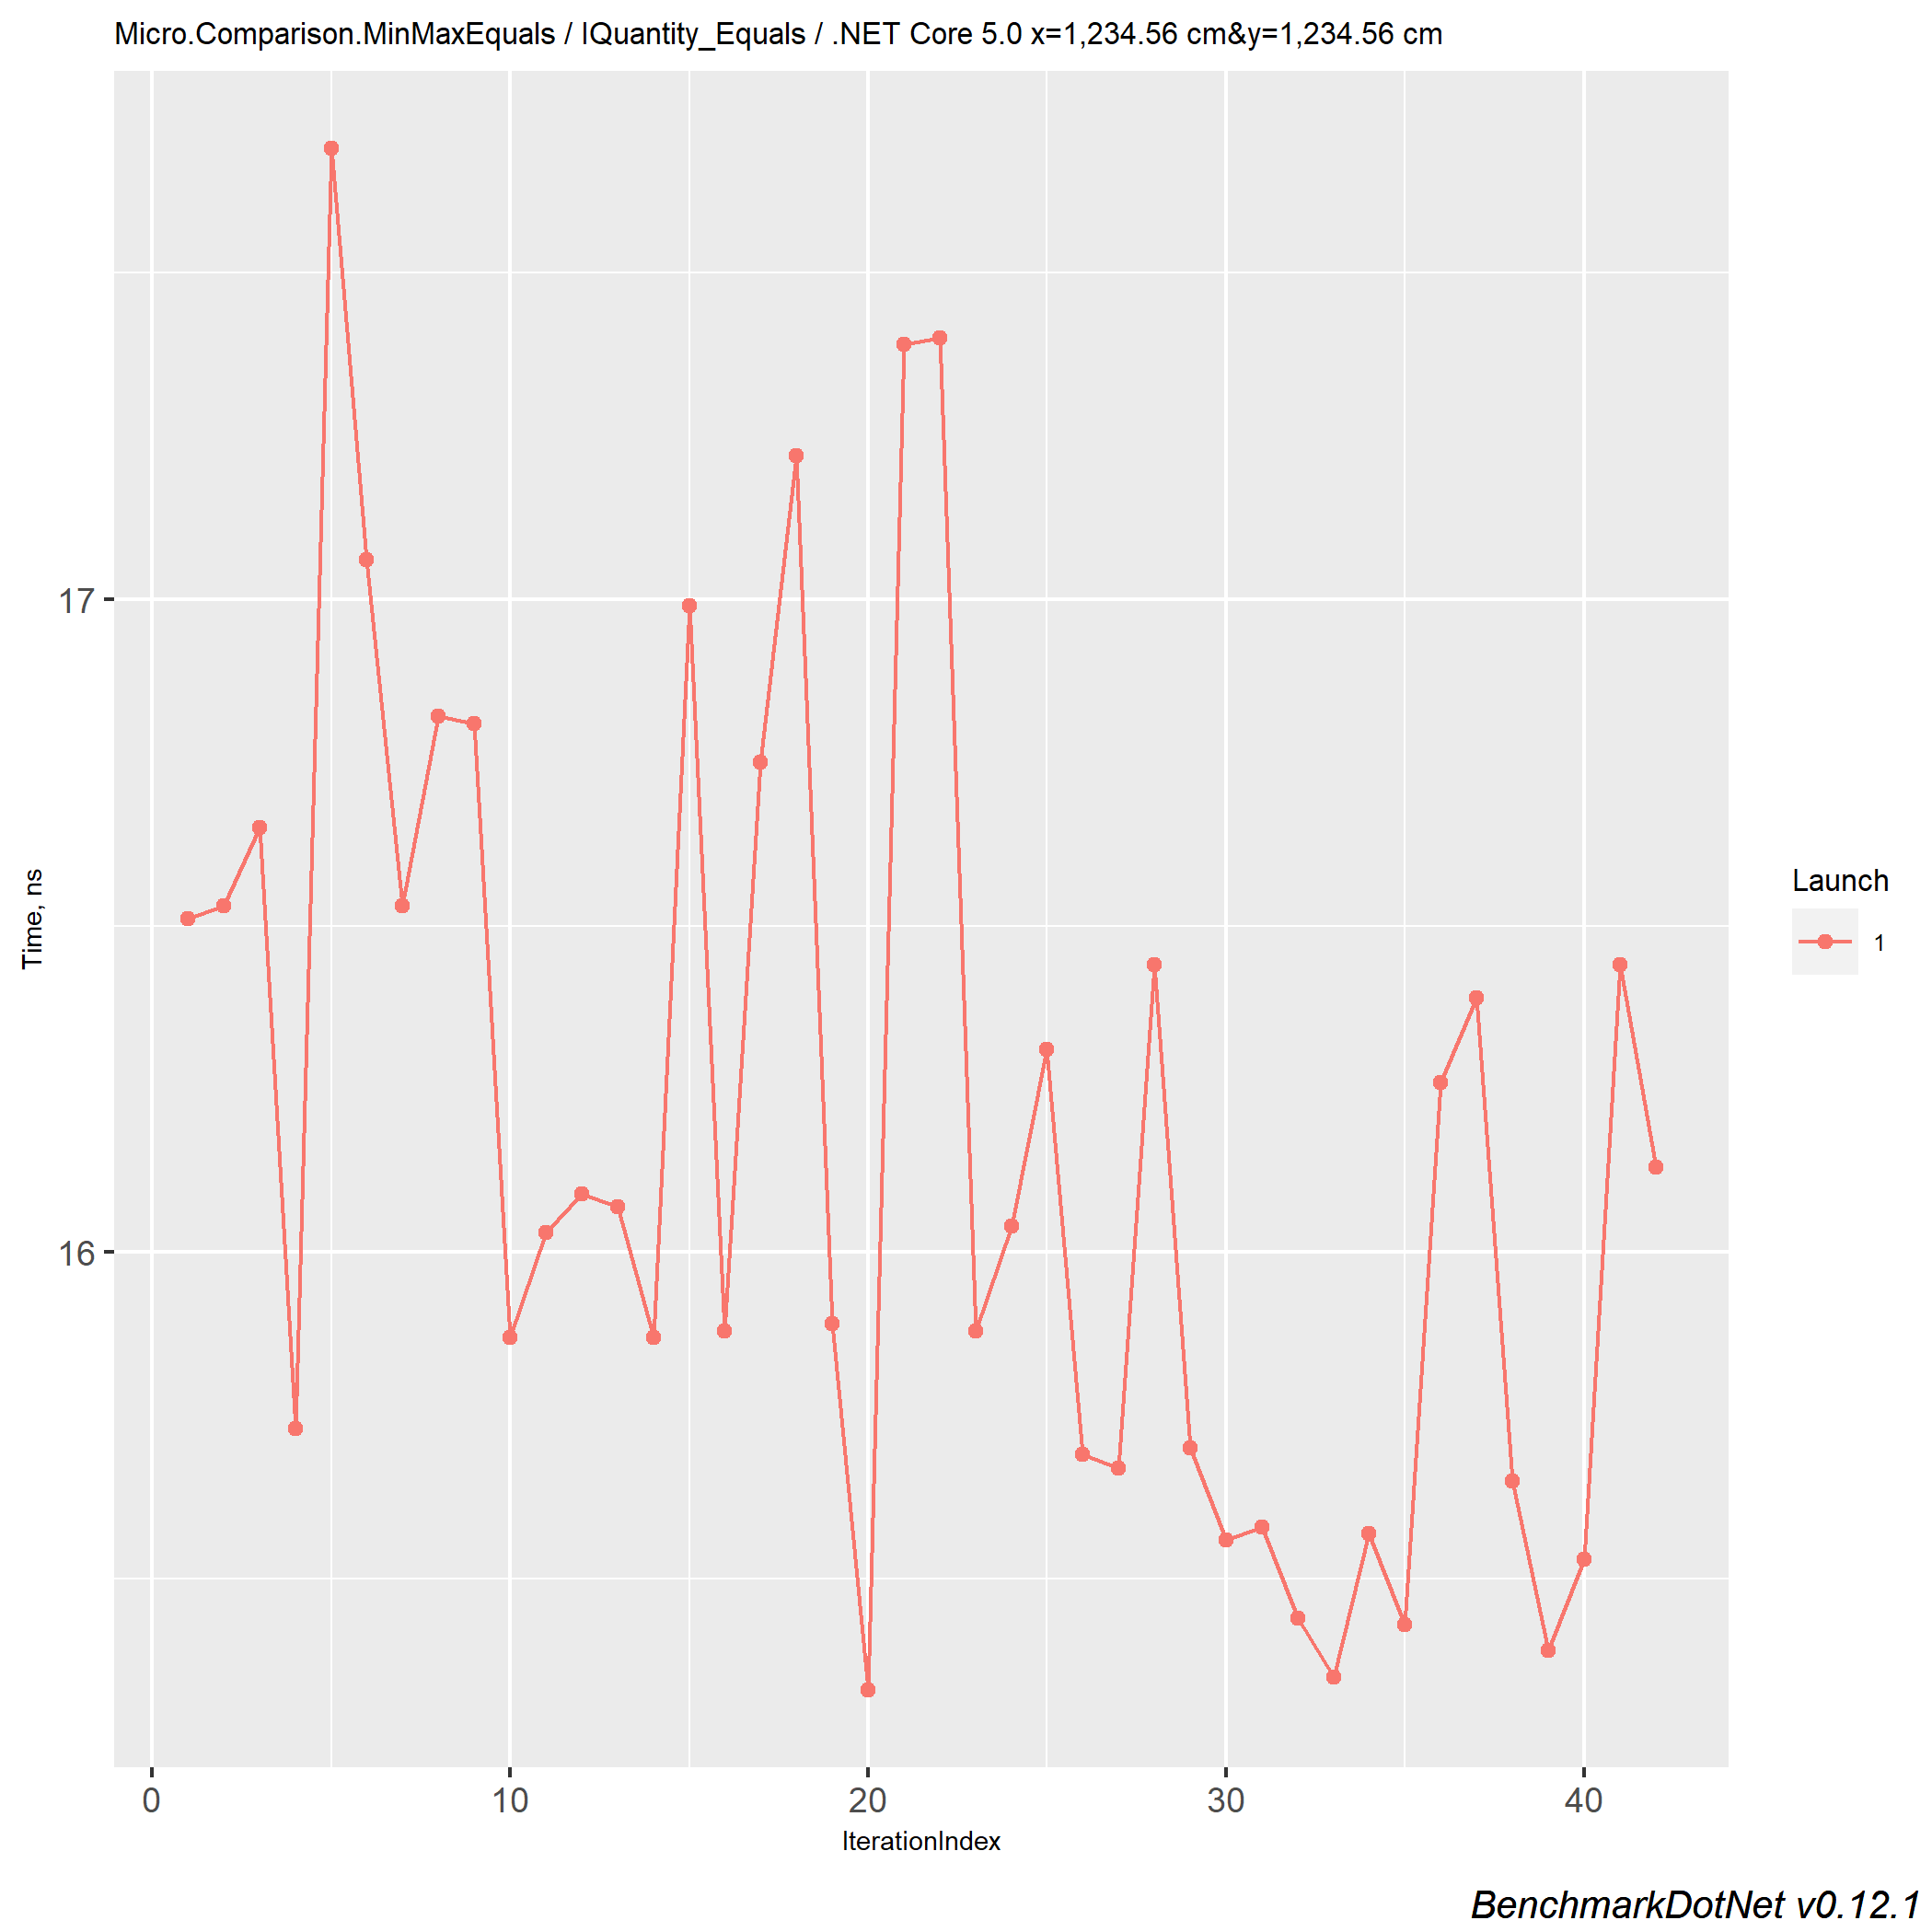 Micro.Comparison.MinMaxEquals / IQuantity_Equals / .NET Core 5.0 x=1,234.56 cm&y=1,234.56 cm
17
16
Time, ns
Launch
1
0 10 20 30 40
IterationIndex
BenchmarkDotNet v0.12.1